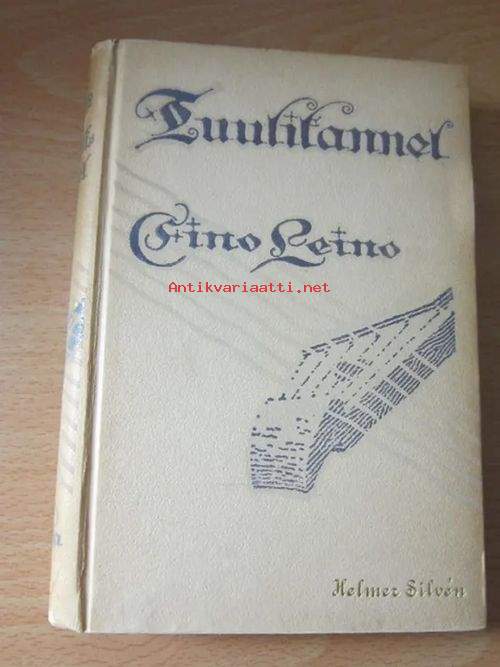 Tuulikannel
Eino Leino
Antikvariaatti.net
Helmer Silvén